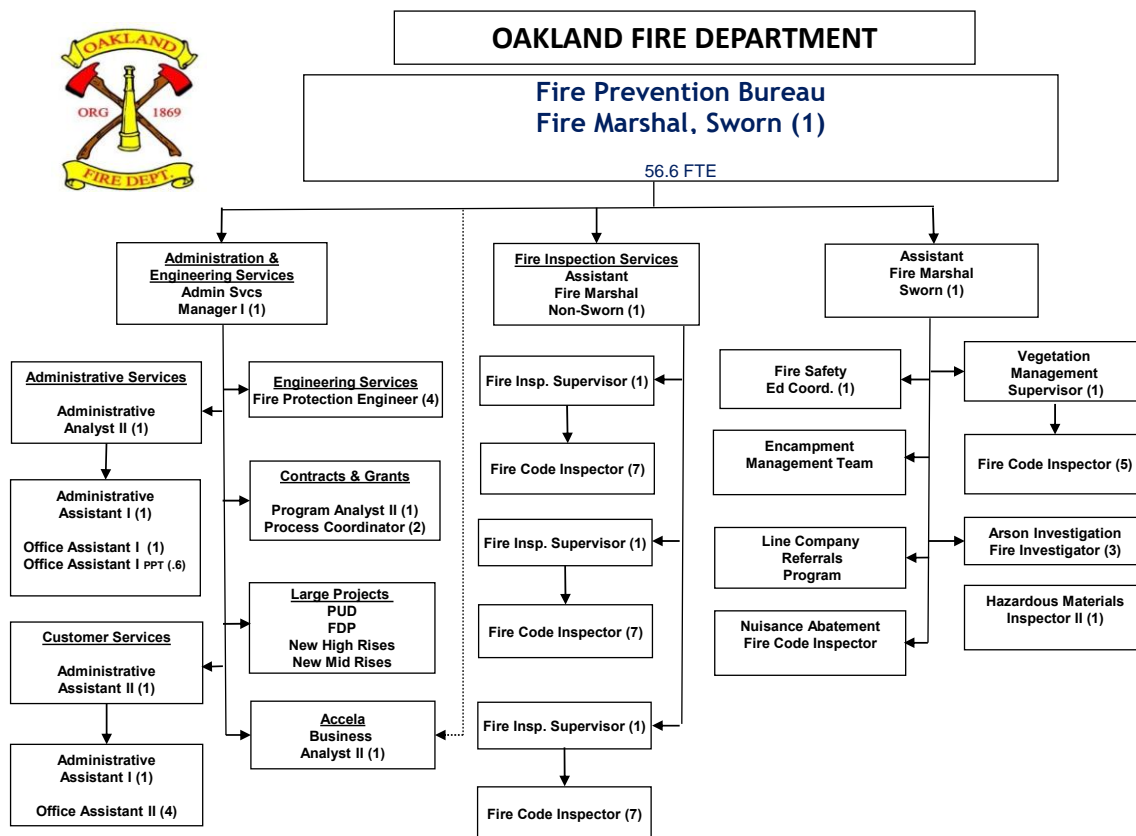 OAKLAND
ORG 1869
FIRE DEPT.
OAKLAND FIRE DEPARTMENT
Fire Prevention Bureau
Fire Marshal, Sworn (1)
56.6 FTE
Administration &
Engineering Services
Admin Svcs
Manager I (1)
Fire Inspection Services
Assistant
Fire Marshal
Non-Sworn (1)
Assistant
Fire Marshal
Sworn (1)
Administrative Services
Administrative
Analyst II (1)
Administrative
Assistant I (1)
Office Assistant I (1)
Office Assistant I PPT (.6)
Customer Services
Administrative
Assistant II (1)
Administrative
Assistant I (1)
Office Assistant II (4)
Engineering Services
Fire Protection Engineer (4)
Contracts & Grants
Program Analyst II (1)
Process Coordinator (2)
Large Projects
PUD
FDP
New High Rises
New Mid Rises
Accela
Business
Analyst II (1)
Fire Insp. Supervisor (1)
Fire Code Inspector (7)
Fire Insp. Supervisor (1)
Fire Code Inspector (7)
Fire Insp. Supervisor (1)
Fire Code Inspector (7)
Fire Safety
Ed Coord. (1)
Encampment
Management Team
Line Company
Referrals
Program
Nuisance Abatement
Fire Code Inspector
Vegetation
Management
Supervisor (1)
Fire Code Inspector (5)
Arson Investigation
Fire Investigator (3)
Hazardous Materials
Inspector II (1)